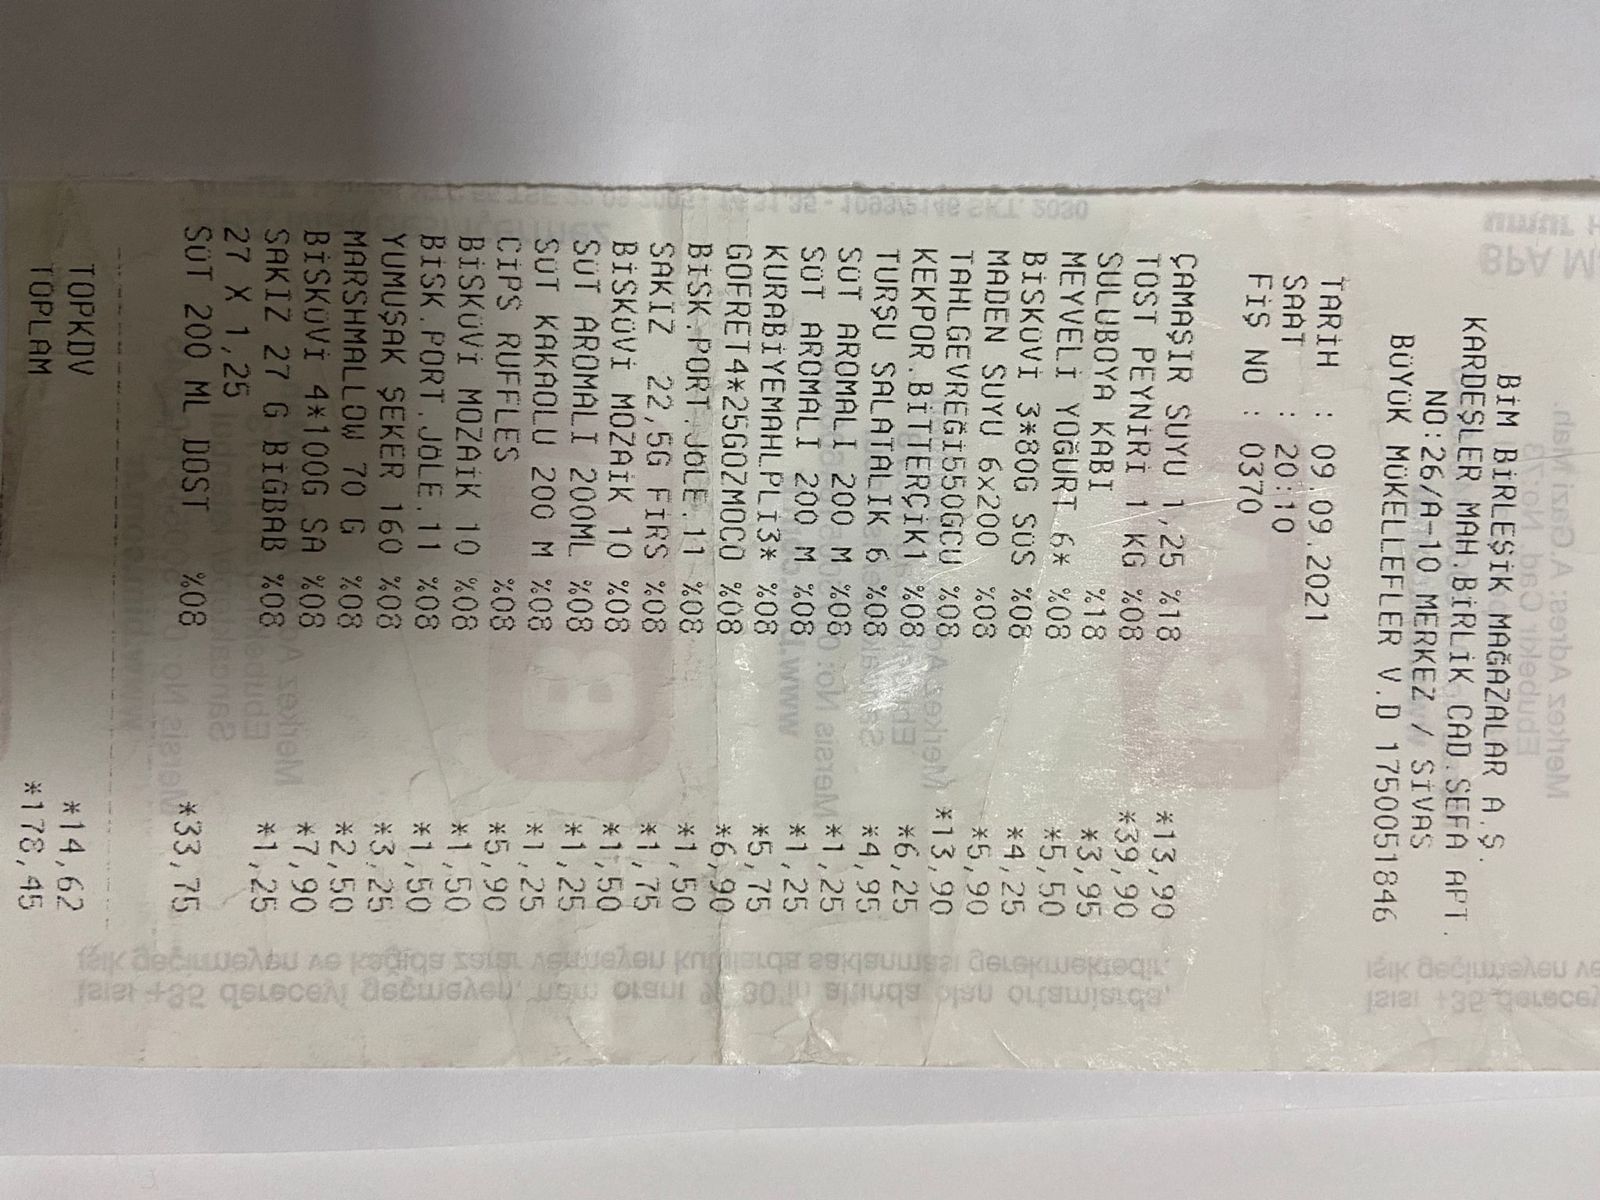 BİM BİRLEŞİK MAĞAZALAR A.Ş.
KARDEŞLER MAH.BİRLİK CAD.SEFA APT.
NO:26/A-10 MERKEZ / SİVAS
BÜYÜK MÜKELLEFLER V.D 1750051846
TARİH : 09.09.2021
SAAT : 20:10
FİŞ NO : 0370
ÇAMAŞIR SUYU 1,25 %18 *13,90
TOST PEYNİRİ 1 KG %08 *39,90
SULUBOYA KABI %18 *3,95
MEYVELİ YOĞURT 6* %08 *5,50
BİSKÜVİ 3*80G SÜS %08 *4,25
MADEN SUYU 6x200 %08 *5,90
TAHLGEVREĞİ550GCU %08 *13,90
KEKPOR.BİTTERÇİK1 %08 *6,25
TURŞU SALATALIK 6 %08 *4,95
SÜT AROMALI 200 M %08 *1,25
SÜT AROMALI 200 M %08 *1,25
KURABİYEMAHLPLİ3* %08 *5,75
GOFRET4*25GOZMOCO %08 *6,90
BİSK.PORT.JÖLE.11 %08 *1,50
SAKIZ 22,5G FIRS %08 *1,75
BİSKÜVİ MOZAİK 10 %08 *1,50
SÜT AROMALI 200ML %08 *1,25
SÜT KAKAOLU 200 M %08 *1,25
CİPS RUFFLES %08 *5,90
BİSKÜVİ MOZAİK 10 %08 *1,50
BİSK.PORT.JÖLE.11 %08 *1,50
YUMUŞAK ŞEKER 160 %08 *3,25
MARSHMALLOW 70 G %08 *2,50
BİSKÜVİ 4*100G SA %08 *7,90
SAKIZ 27 G BİGBAB %08 *1,25
27 X 1,25
SÜT 200 ML DOST %08 *33,75
TOPKDV *14,62
TOPLAM *178,45